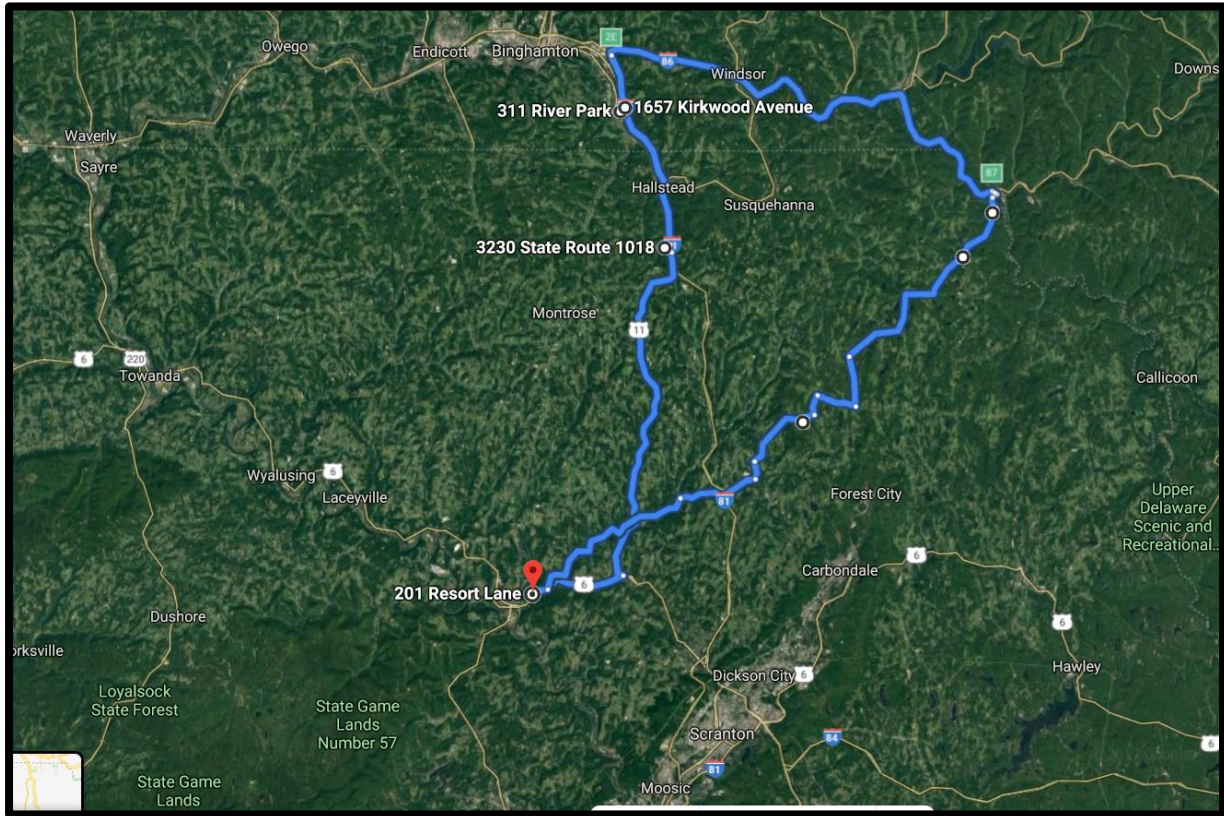 2E
Owego
Endicott
Binghamton
86
Windsor
Downs
311 River Park
1657 Kirkwood Avenue
Waverly
Sayre
87
Hallstead
Susquehanna
3230 State Route 1018
Montrose
11
6
220
Towanda
Callicoon
Wyalusing
6
Laceyville
81
Forest City
Upper
Delaware
Scenic and
Recreational...
6
Carbondale
201 Resort Lane
6
Dushore
6
orksville
Hawley
Dickson City
6
Loyalsock
State Forest
State Game
Lands
Number 57
Scranton
84
6
81
Moosic
State Game
Lands